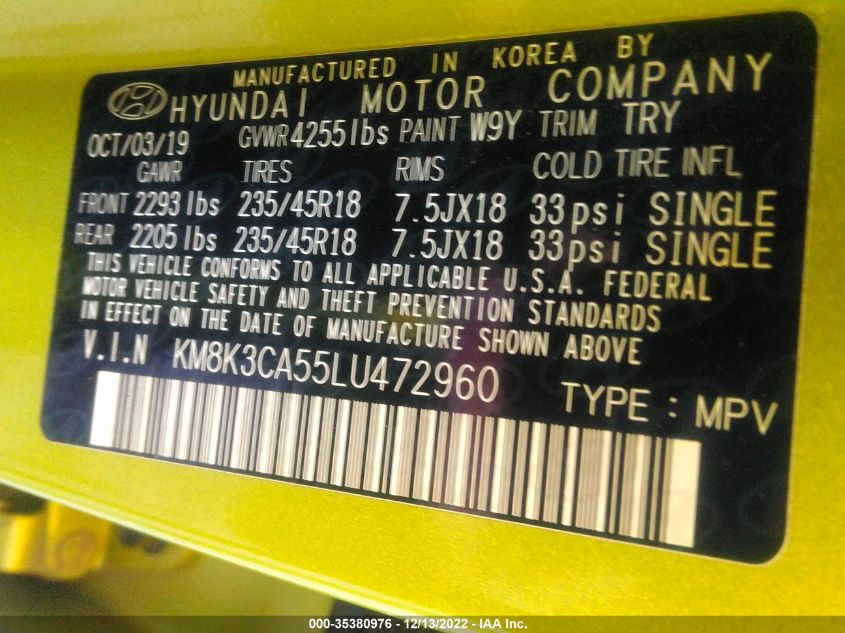 MANUFACTURED IN KOREA BY
HYUNDAI MOTOR COMPANY
OCT/03/19 GVWR 4255lbs PAINT W9Y TRIM TRY
GAWR TIRES RIMS COLD TIRE INFL
FRONT 2293 lbs 235/45R18 7.5JX18 33psi SINGLE
REAR 2205 lbs 235/45R18 7.5JX18 33psi SINGLE
THIS VEHICLE CONFORMS TO ALL APPLICABLE U.S.A. FEDERAL
MOTOR VEHICLE SAFETY AND THEFT PREVENTION STANDARDS
IN EFFECT ON THE DATE OF MANUFACTURE SHOWN ABOVE
V.I.N KM8K3CA55LU472960 TYPE : MPV
000-35380976 - 12/13/2022 - IAA Inc.